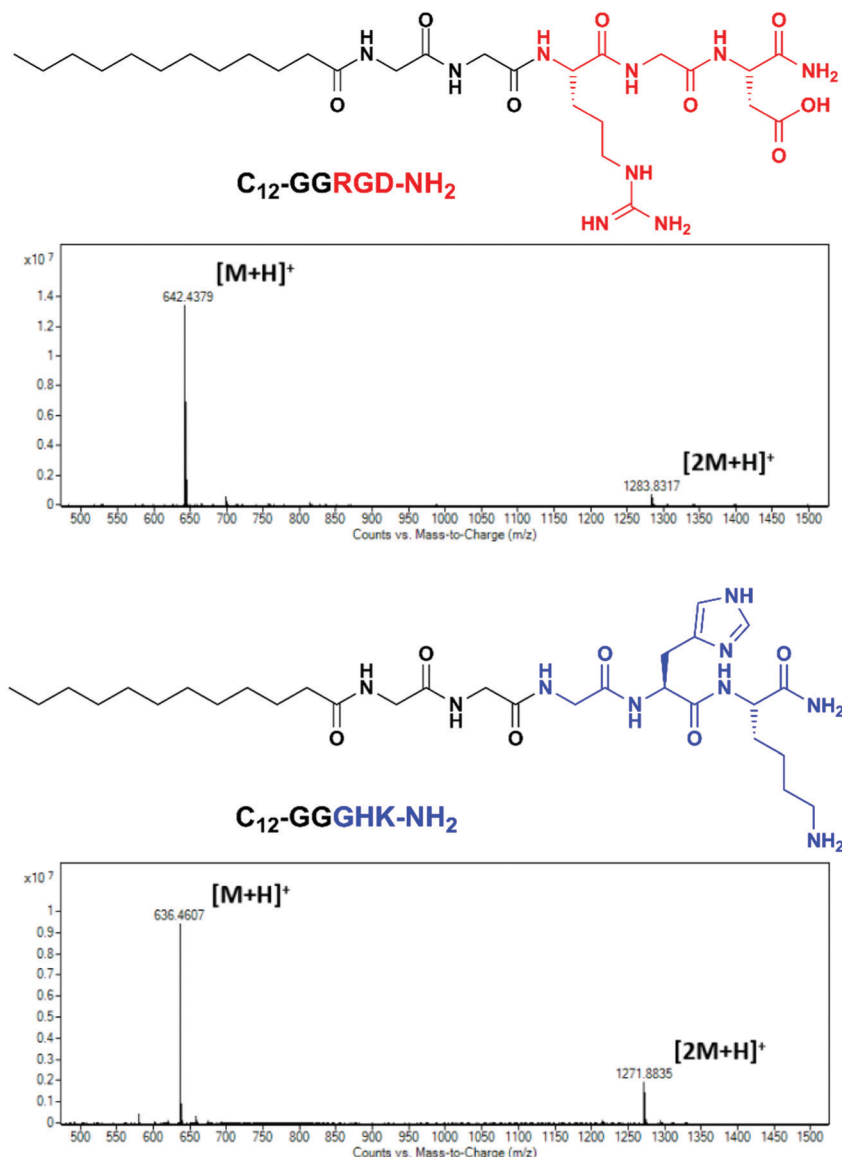 O H O H O
N N N
N N N NH2
H H H
O O O O
OH
O
NH
HN NH2
C12-GGRGD-NH2
x10 7
[M+H]+
642.4379
1.4
1.2
1
0.8
0.6
0.4
0.2
0
[2M+H]+
1283.8317
500 550 600 650 700 750 800 850 900 950 1000 1050 1100 1150 1200 1250 1300 1350 1400 1450 1500
Counts vs. Mass-to-Charge (m/z)
NH
N
H O H O H O
N N N
N N NH2
H H
O O O
NH2
C12-GGGHK-NH2
x10 7
[M+H]+
636.4607
1
0.9
0.8
0.7
0.6
0.5
0.4
0.3
0.2
0.1
0
[2M+H]+
1271.8835
500 550 600 650 700 750 800 850 900 950 1000 1050 1100 1150 1200 1250 1300 1350 1400 1450 1500
Counts vs. Mass-to-Charge (m/z)